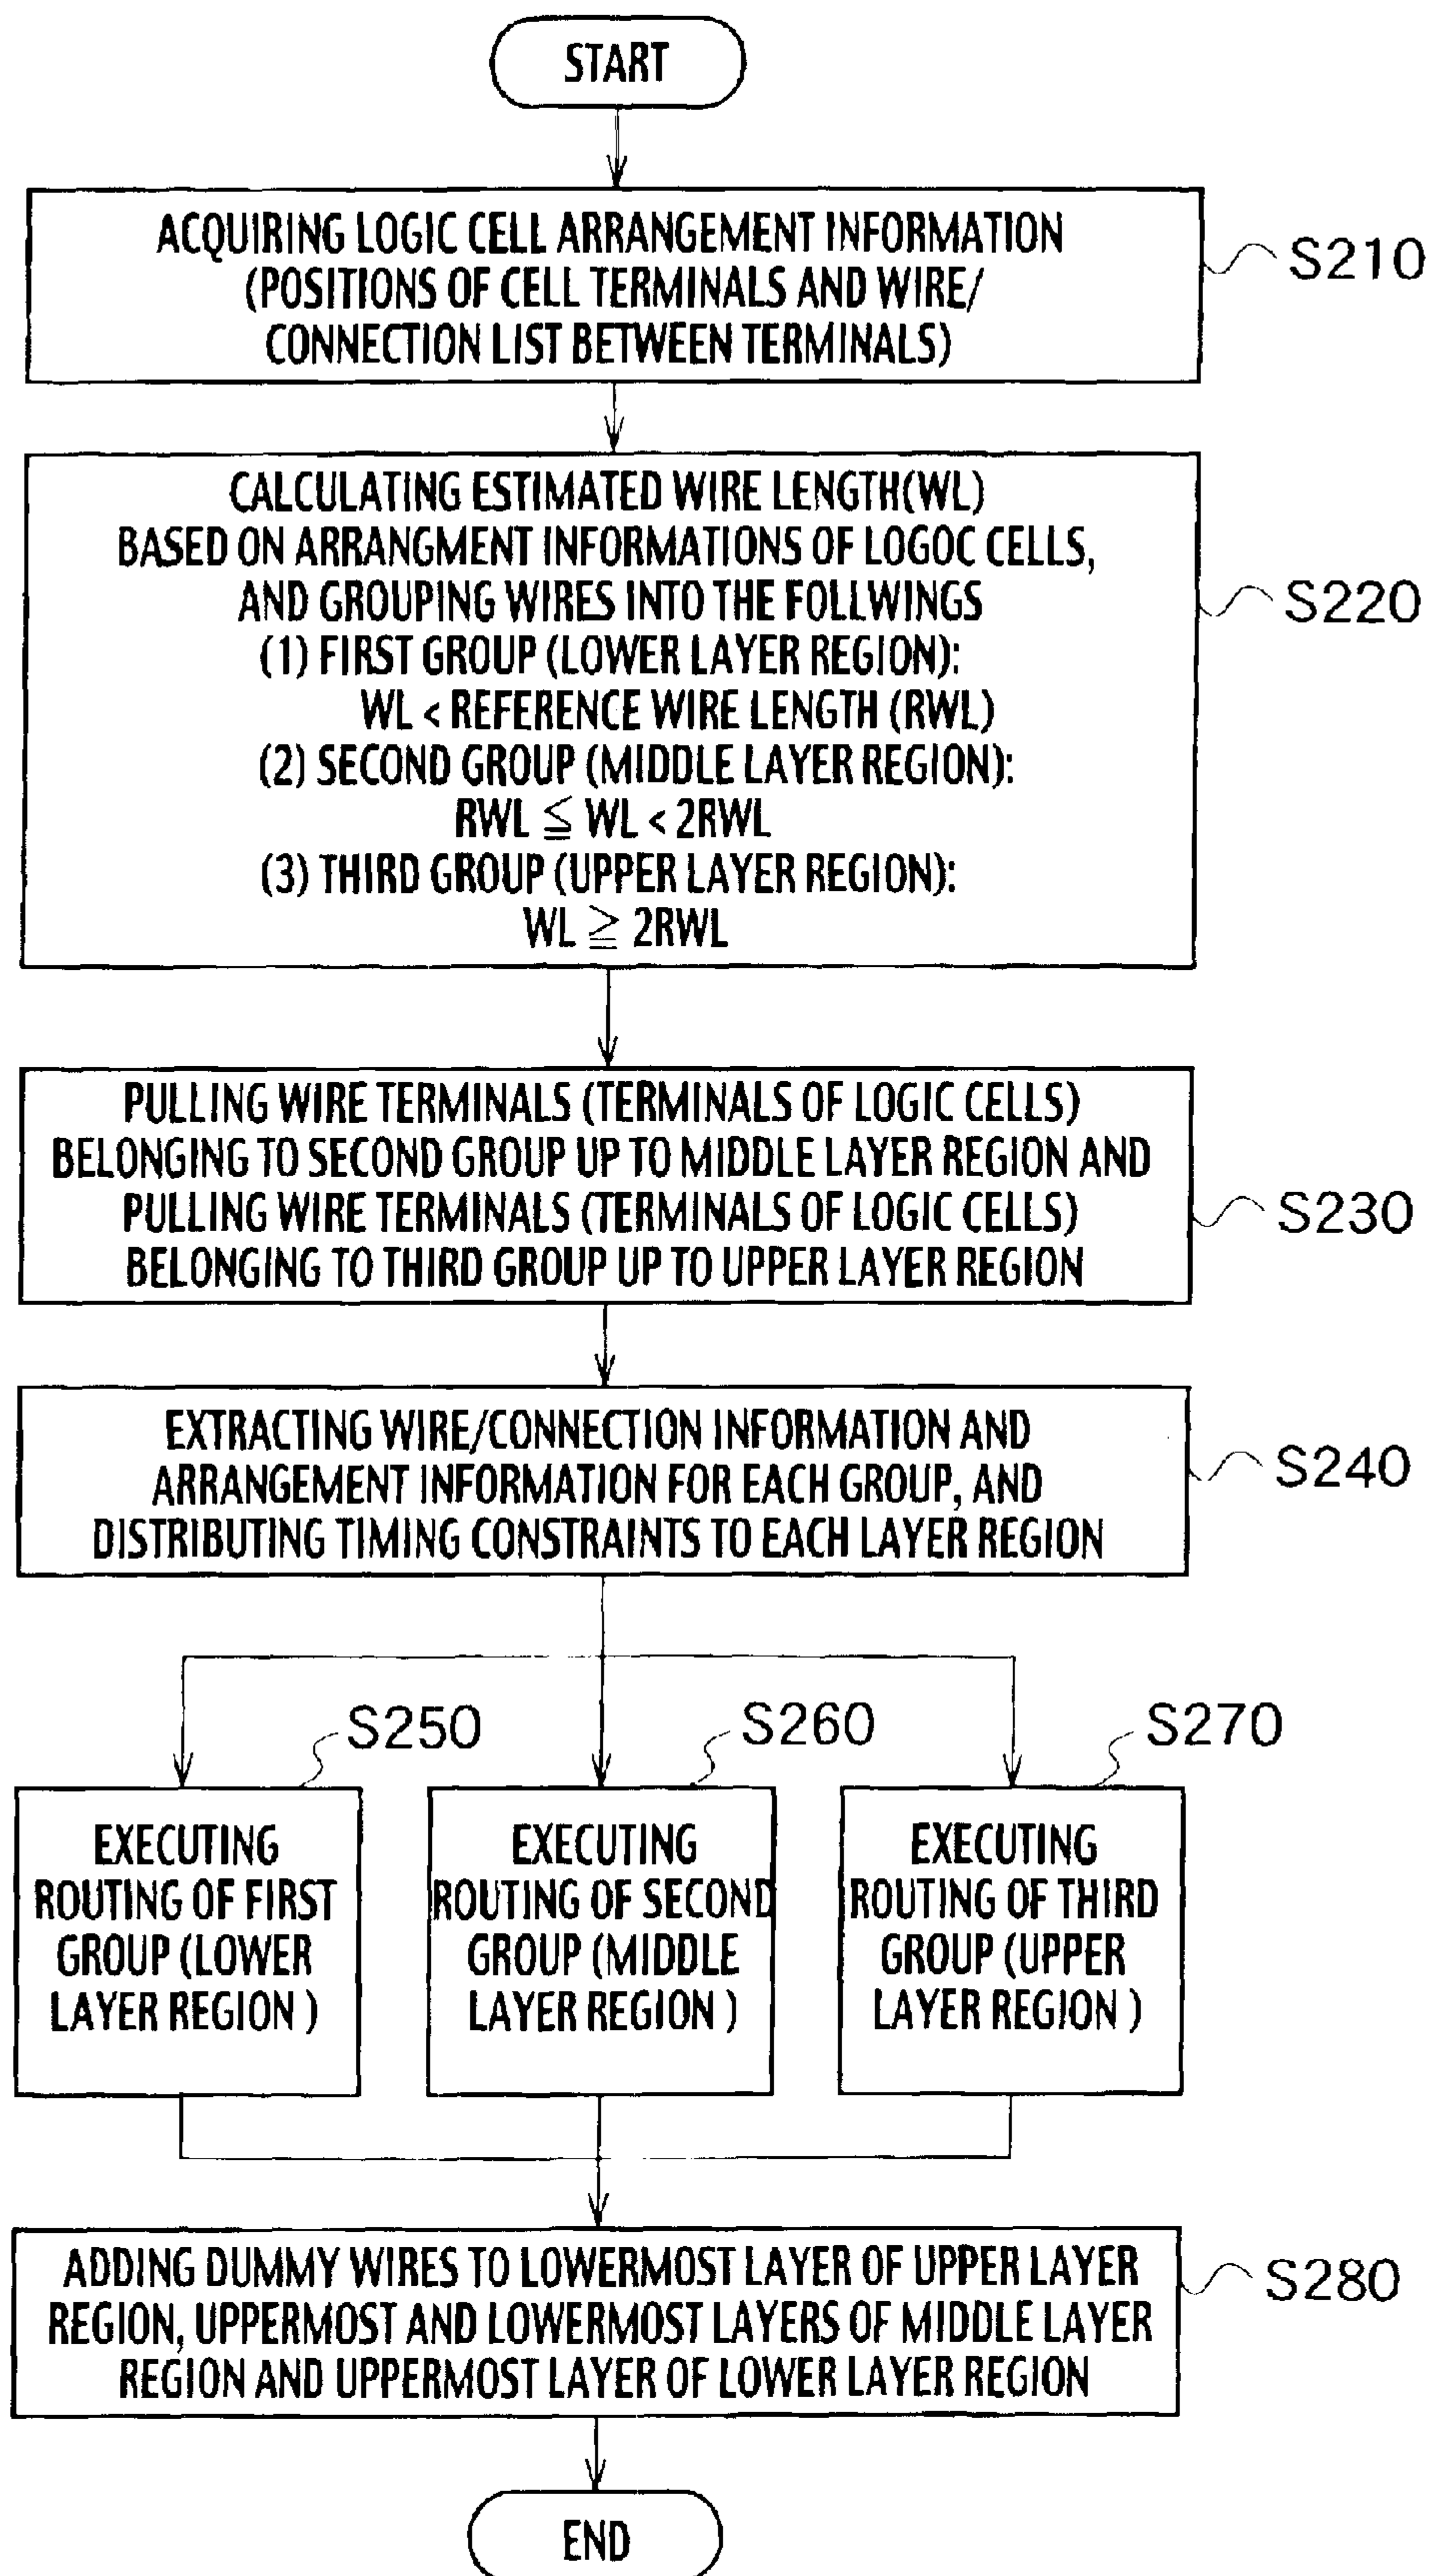 START
ACQUIRING LOGIC CELL ARRANGEMENT INFORMATION
(POSITIONS OF CELL TERMINALS AND WIRE/
CONNECTION LIST BETWEEN TERMINALS)
S210
CALCULATING ESTIMATED WIRE LENGTH(WL)
BASED ON ARRANGMENT INFORMATIONS OF LOGOC CELLS,
AND GROUPING WIRES INTO THE FOLLWINGS
(1) FIRST GROUP (LOWER LAYER REGION):
WL < REFERENCE WIRE LENGTH (RWL)
(2) SECOND GROUP (MIDDLE LAYER REGION):
RWL ≦ WL < 2RWL
(3) THIRD GROUP (UPPER LAYER REGION):
WL ≧ 2RWL
S220
PULLING WIRE TERMINALS (TERMINALS OF LOGIC CELLS)
BELONGING TO SECOND GROUP UP TO MIDDLE LAYER REGION AND
PULLING WIRE TERMINALS (TERMINALS OF LOGIC CELLS)
BELONGING TO THIRD GROUP UP TO UPPER LAYER REGION
S230
EXTRACTING WIRE/CONNECTION INFORMATION AND
ARRANGEMENT INFORMATION FOR EACH GROUP, AND
DISTRIBUTING TIMING CONSTRAINTS TO EACH LAYER REGION
S240
S250
EXECUTING
ROUTING OF FIRST
GROUP (LOWER
LAYER REGION )
S260
EXECUTING
ROUTING OF SECOND
GROUP (MIDDLE
LAYER REGION )
S270
EXECUTING
ROUTING OF THIRD
GROUP (UPPER
LAYER REGION )
ADDING DUMMY WIRES TO LOWERMOST LAYER OF UPPER LAYER
REGION, UPPERMOST AND LOWERMOST LAYERS OF MIDDLE LAYER
REGION AND UPPERMOST LAYER OF LOWER LAYER REGION
S280
END